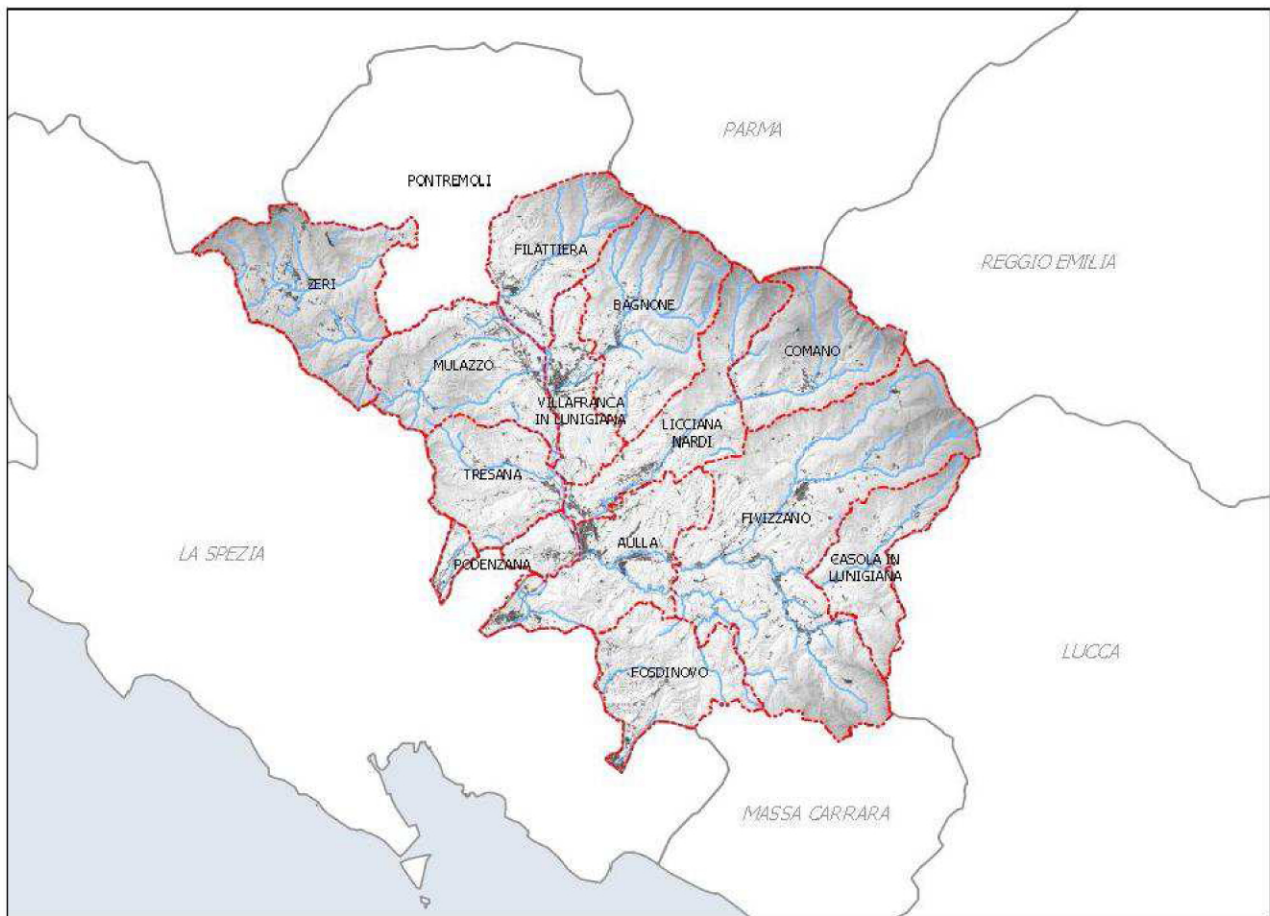 PARMA
PONTREMOLI
FILATTIERA
REGGIO EMILIA
ZERI
BAGNONE
COMANO
MULAZZO
VILLAFRANCA
IN LUNIGIANA
LICCIANA
NARDI
TRESANA
FIVIZZANO
LA SPEZIA
AULLA
PODENZANA
CASOLA IN
LUNIGIANA
LUCCA
FOSDINOVO
MASSA CARRARA